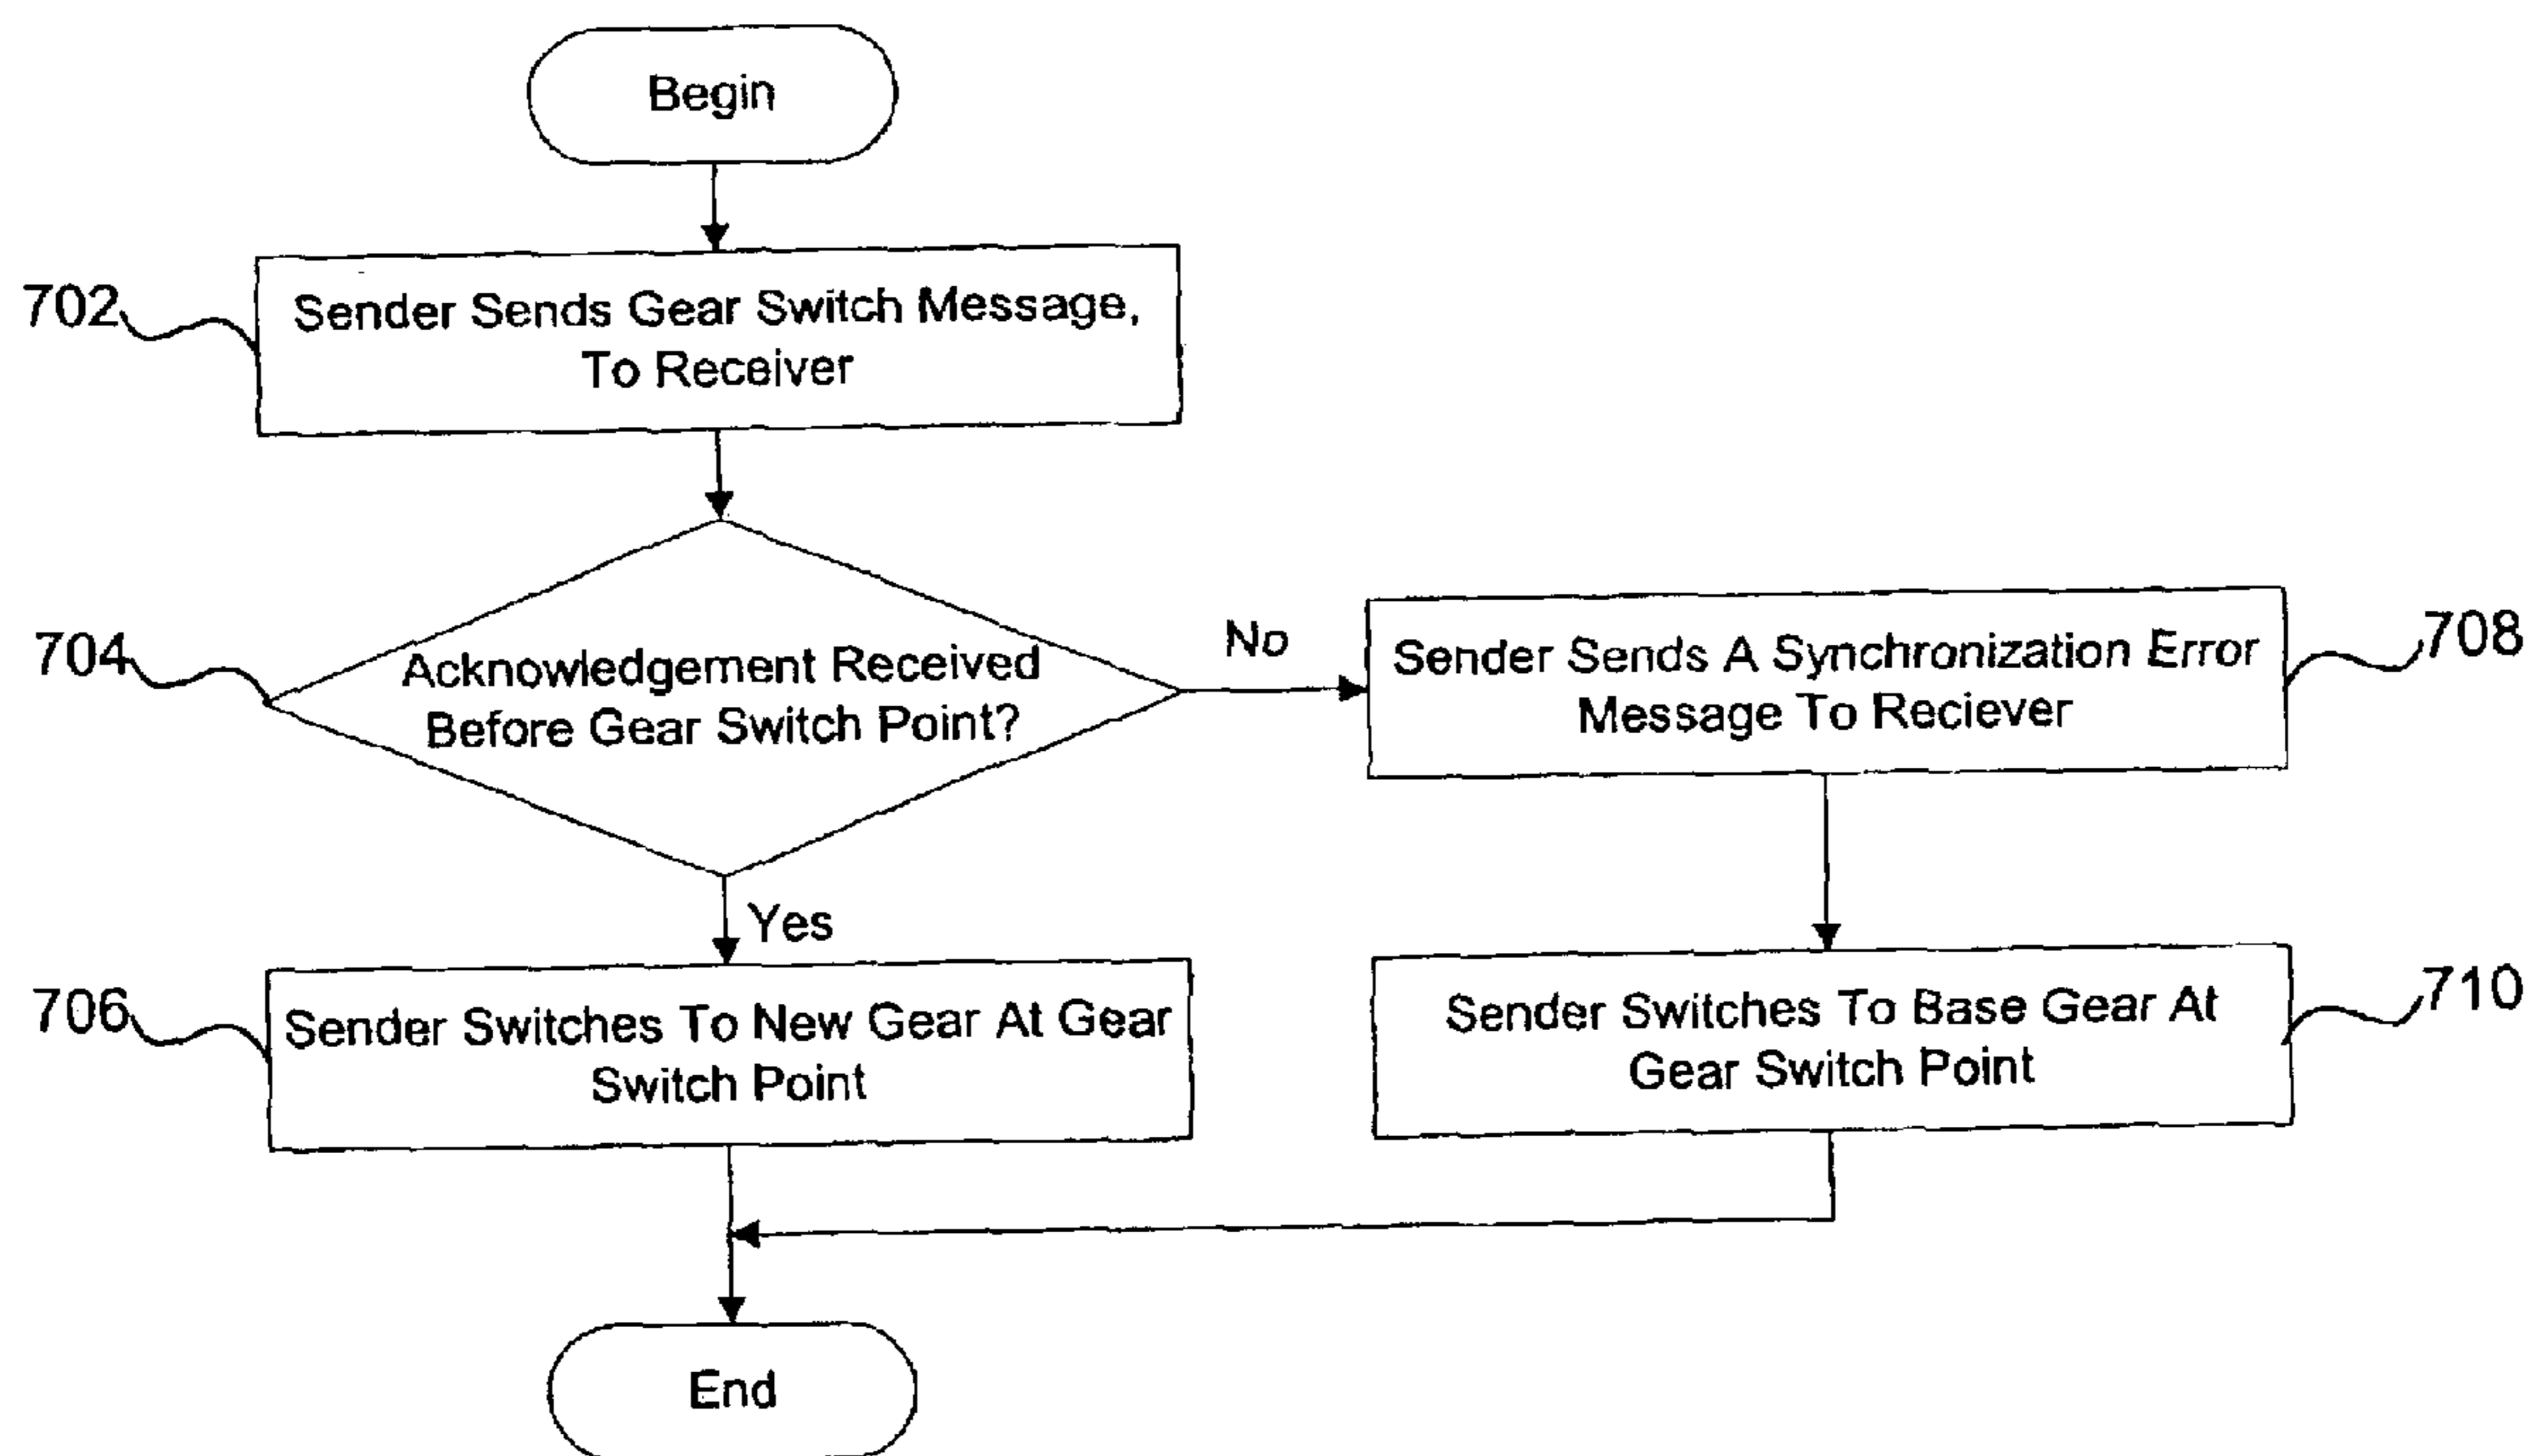 Begin
702
Sender Sends Gear Switch Message,
To Receiver
704
Acknowledgement Received
Before Gear Switch Point?
No
708
Sender Sends A Synchronization Error
Message To Reciever
Yes
706
Sender Switches To New Gear At Gear
Switch Point
710
Sender Switches To Base Gear At
Gear Switch Point
End